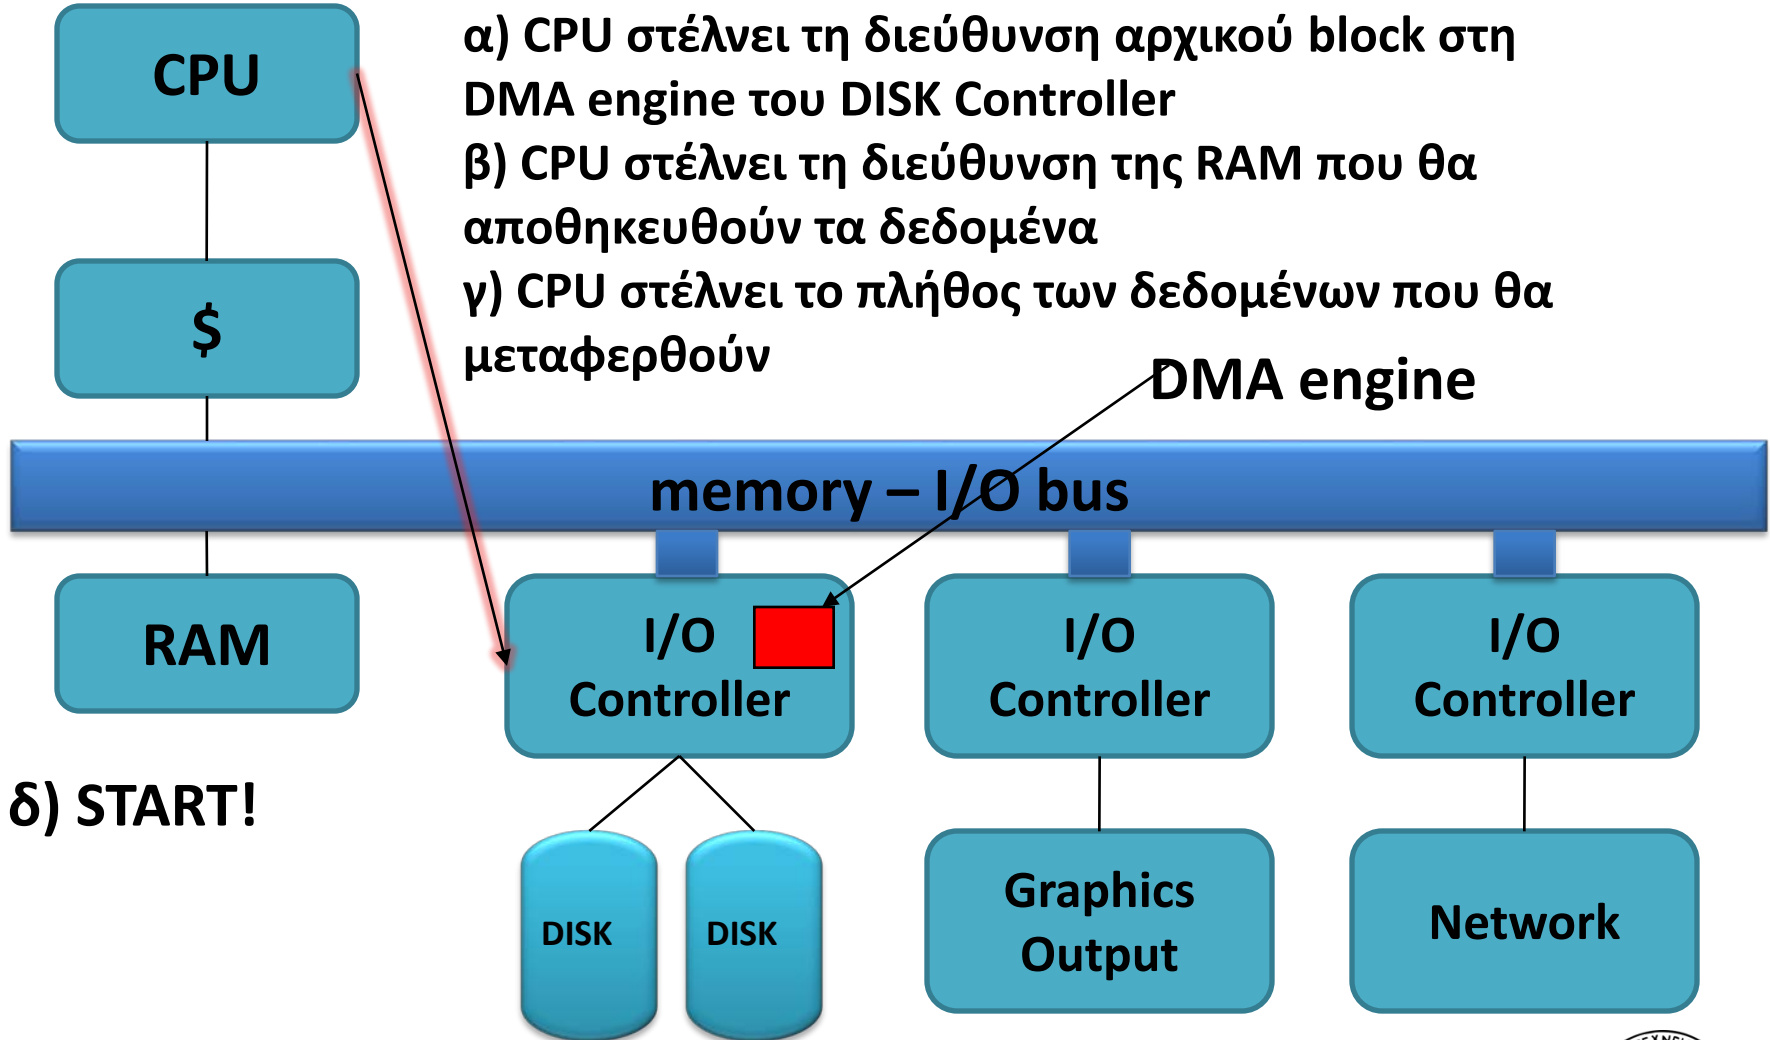 CPU
α) CPU στέλνει τη διεύθυνση αρχικού block στη
DMA engine του DISK Controller
β) CPU στέλνει τη διεύθυνση της RAM που θα
αποθηκευθούν τα δεδομένα
γ) CPU στέλνει το πλήθος των δεδομένων που θα
μεταφερθούν
$
DMA engine
memory – I/O bus
RAM
I/O
Controller
I/O
Controller
I/O
Controller
δ) START!
DISK
DISK
Graphics
Output
Network